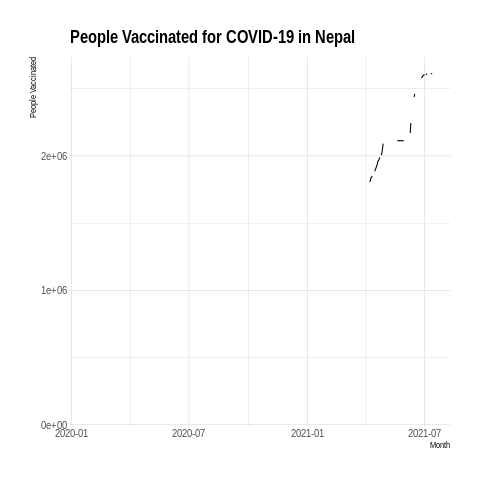 People Vaccinated for COVID-19 in Nepal
People Vaccinated
2e+06
1e+06
0e+00
2020-01 2020-07 2021-01 2021-07
Month